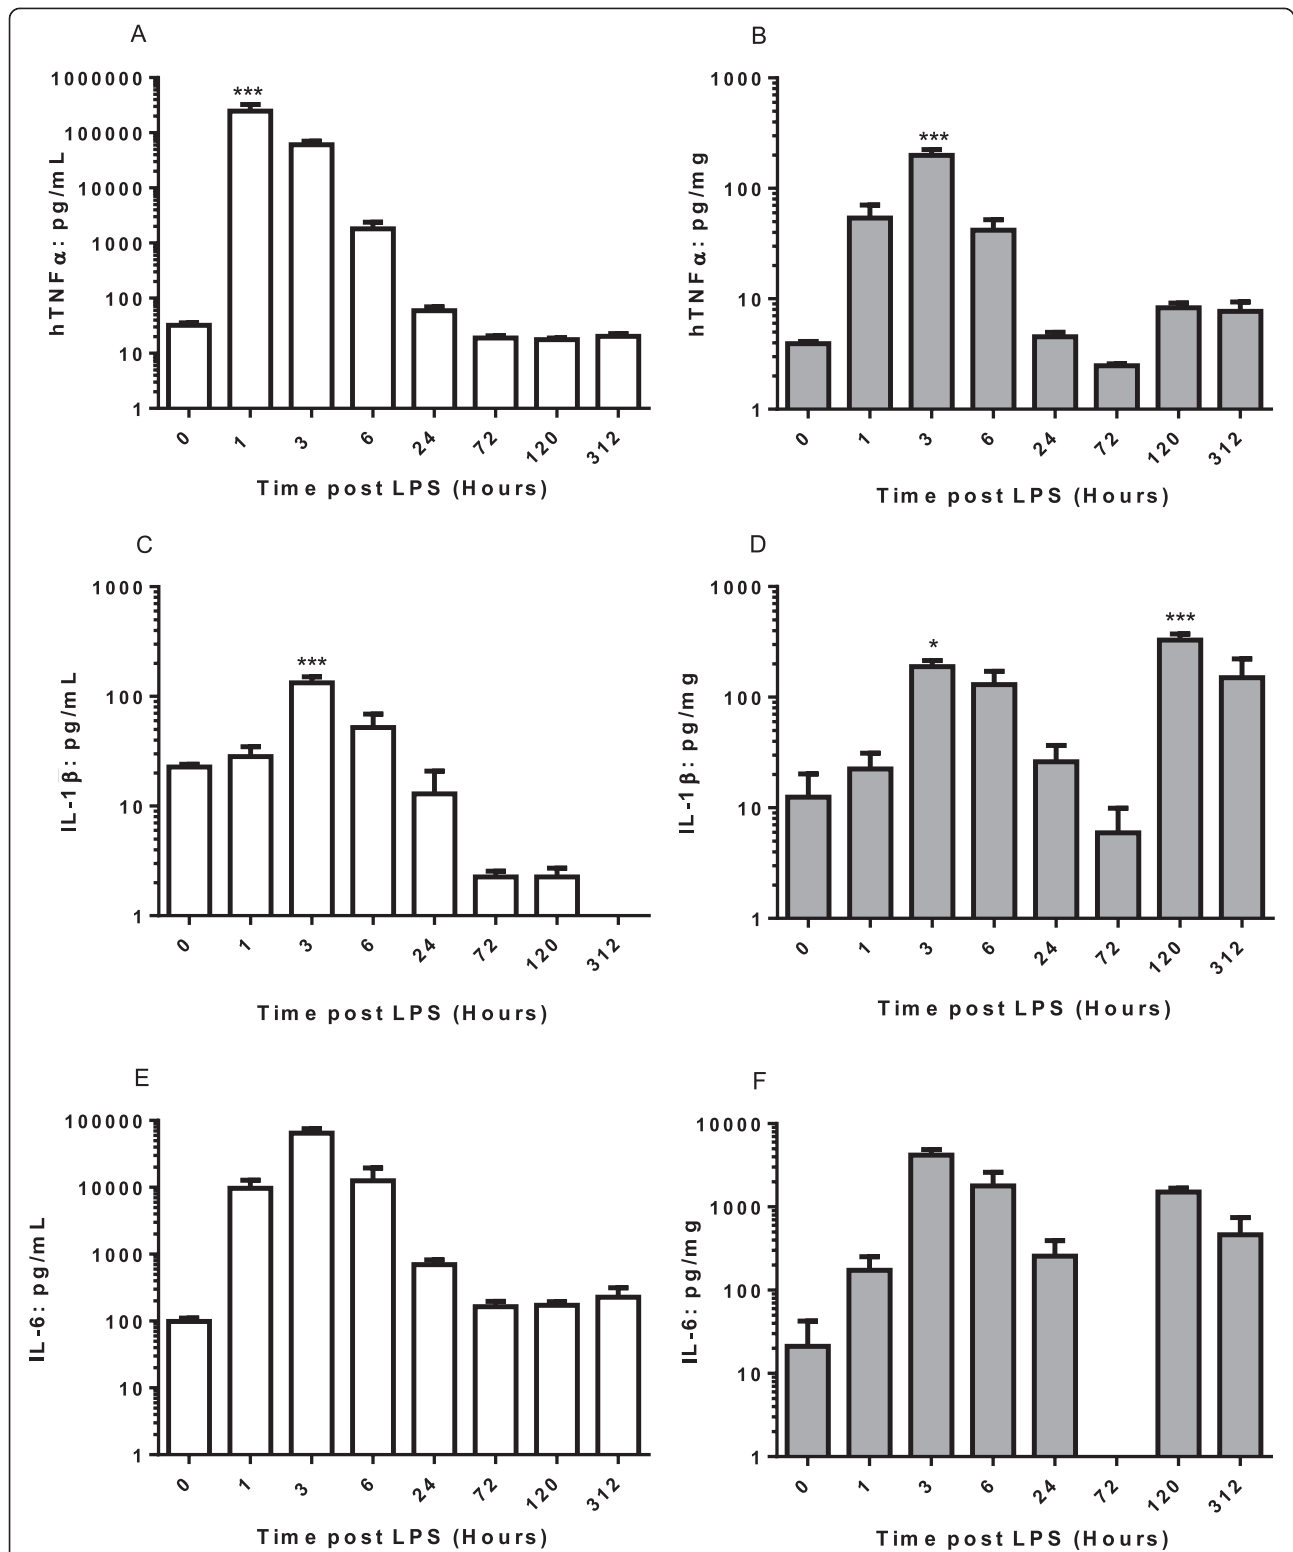 A
1000000
100000
10000
1000
100
10
1
hTNFα: pg/mL
***
0 1 3 6 24 72 120 312
Time post LPS (Hours)
B
1000
100
10
1
hTNFα: pg/mg
***
0 1 3 6 24 72 120 312
Time post LPS (Hours)
C
1000
100
10
1
IL-1β: pg/mL
***
0 1 3 6 24 72 120 312
Time post LPS (Hours)
D
1000
100
10
1
IL-1β: pg/mg
*
***
0 1 3 6 24 72 120 312
Time post LPS (Hours)
E
100000
10000
1000
100
10
1
IL-6: pg/mL
0 1 3 6 24 72 120 312
Time post LPS (Hours)
F
10000
1000
100
10
1
IL-6: pg/mg
0 1 3 6 24 72 120 312
Time post LPS (Hours)